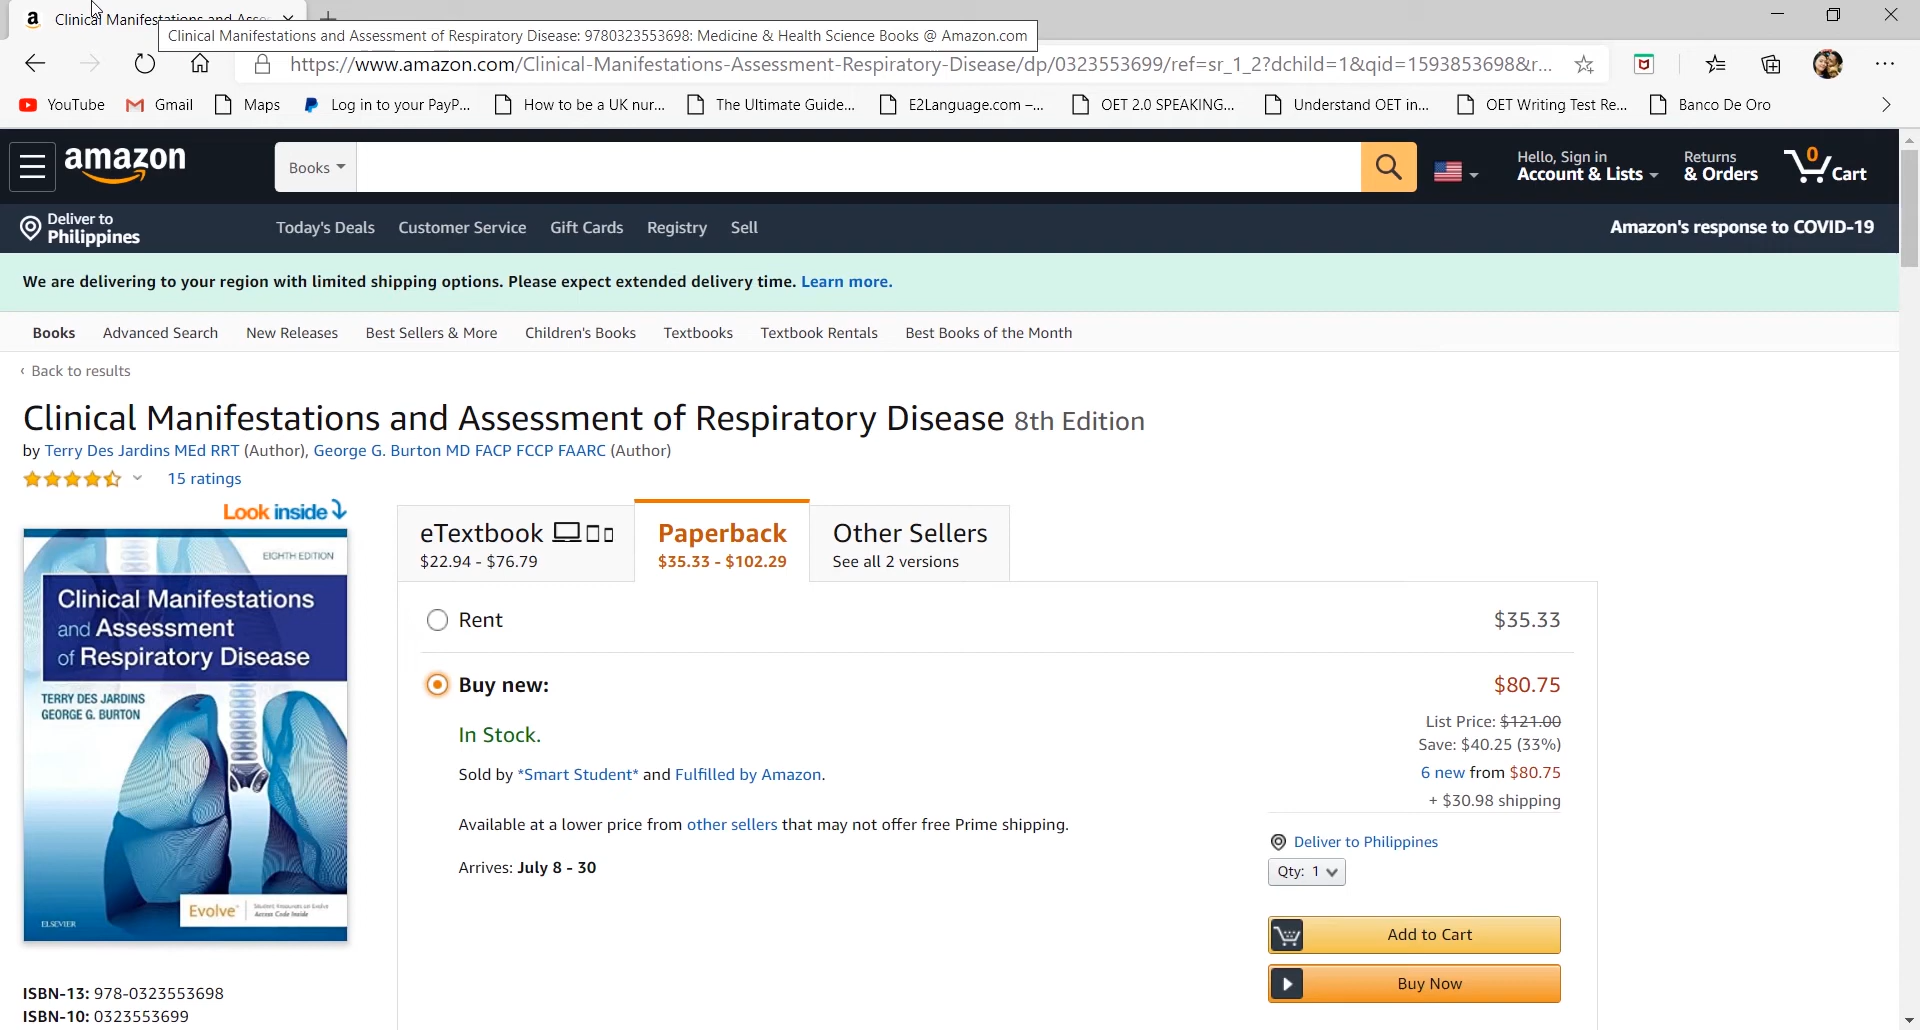 Clinical Manifestations and Asse
Clinical Manifestations and Assessment of Respiratory Disease: 9780323553698: Medicine & Health Science Books @ Amazon.com
https://www.amazon.com/Clinical-Manifestations-Assessment-Respiratory-Disease/dp/0323553699/ref=sr_1_2?dchild=1&qid=1593853698&r...
YouTube Gmail Maps Log in to your PayP... How to be a UK nur... The Ultimate Guide... E2Language.com –... OET 2.0 SPEAKING... Understand OET in... OET Writing Test Re... Banco De Oro
amazon
Books
Hello, Sign in
Account & Lists
Returns
& Orders
0
Cart
Deliver to
Philippines
Today's Deals Customer Service Gift Cards Registry Sell
Amazon's response to COVID-19
We are delivering to your region with limited shipping options. Please expect extended delivery time. Learn more.
Books Advanced Search New Releases Best Sellers & More Children's Books Textbooks Textbook Rentals Best Books of the Month
‹ Back to results
Clinical Manifestations and Assessment of Respiratory Disease 8th Edition
by Terry Des Jardins MEd RRT (Author), George G. Burton MD FACP FCCP FAARC (Author)
15 ratings
Look inside
EIGHTH EDITION
Clinical Manifestations
and Assessment
of Respiratory Disease
TERRY DES JARDINS
GEORGE G. BURTON
Evolve
Student Resources on Evolve
Access Code Inside
ELSEVIER
ISBN-13: 978-0323553698
ISBN-10: 0323553699
eTextbook
$22.94 - $76.79
Paperback
$35.33 - $102.29
Other Sellers
See all 2 versions
Rent $35.33
Buy new: $80.75
In Stock.
Sold by *Smart Student* and Fulfilled by Amazon.
Available at a lower price from other sellers that may not offer free Prime shipping.
Arrives: July 8 - 30
List Price: $121.00
Save: $40.25 (33%)
6 new from $80.75
+ $30.98 shipping
Deliver to Philippines
Qty: 1
Add to Cart
Buy Now